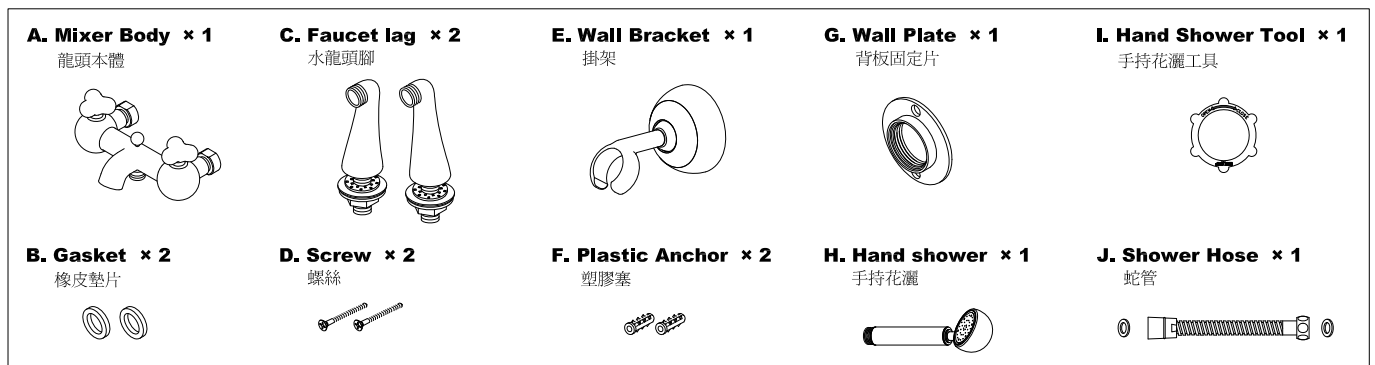 A. Mixer Body × 1
龍頭本體
C. Faucet lag × 2
水龍頭腳
E. Wall Bracket × 1
掛架
G. Wall Plate × 1
背板固定片
I. Hand Shower Tool × 1
手持花灑工具
B. Gasket × 2
橡皮墊片
D. Screw × 2
螺絲
F. Plastic Anchor × 2
塑膠塞
H. Hand shower × 1
手持花灑
J. Shower Hose × 1
蛇管